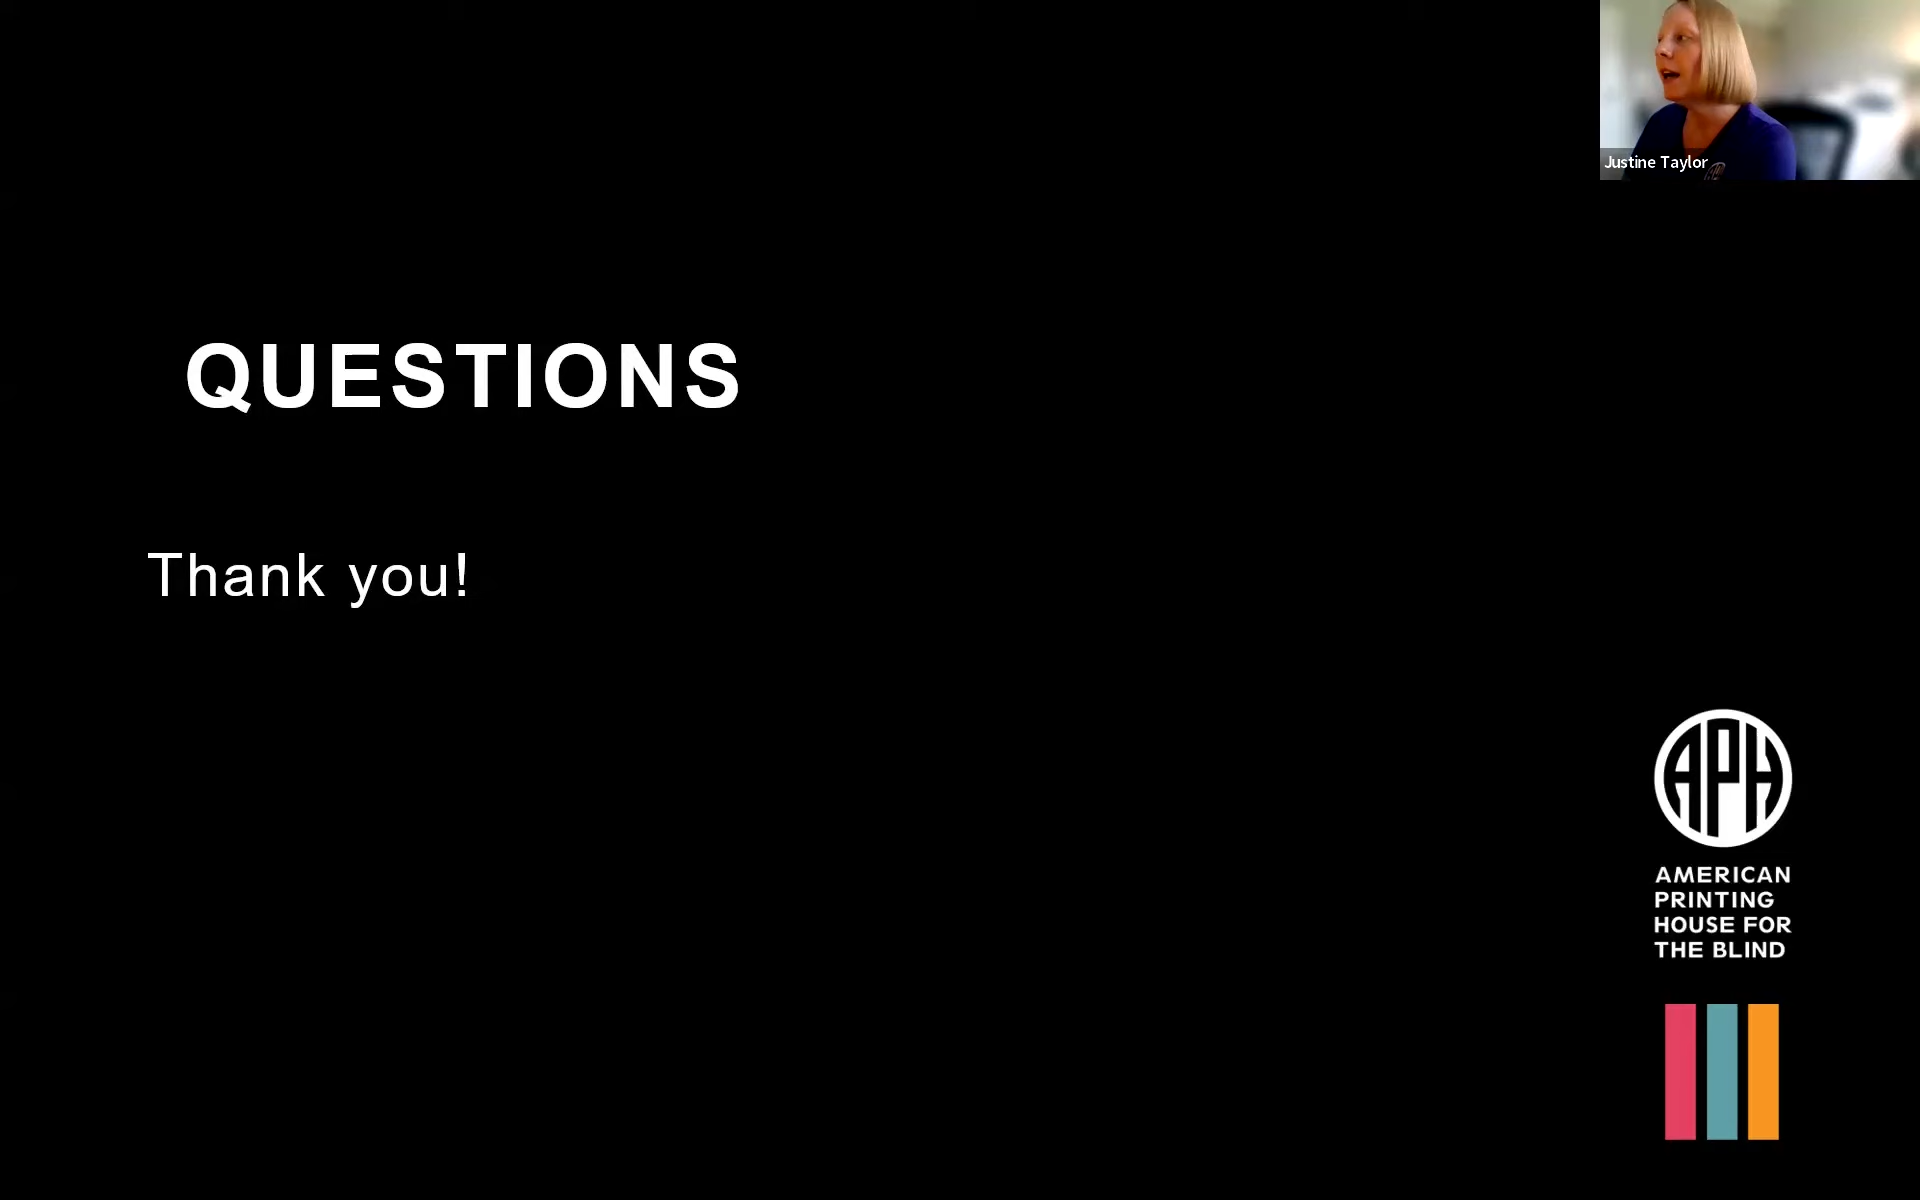 Justine Taylor
QUESTIONS
Thank you!
APH
AMERICAN
PRINTING
HOUSE FOR
THE BLIND